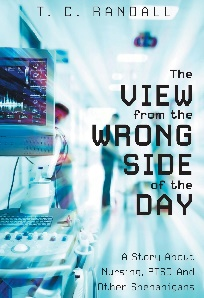 T. C. RANDALL
The
VIEW
from the
WRONG
SIDE
of the
DAY
A Story About
Nursing, PTSD And
Other Shenanigans